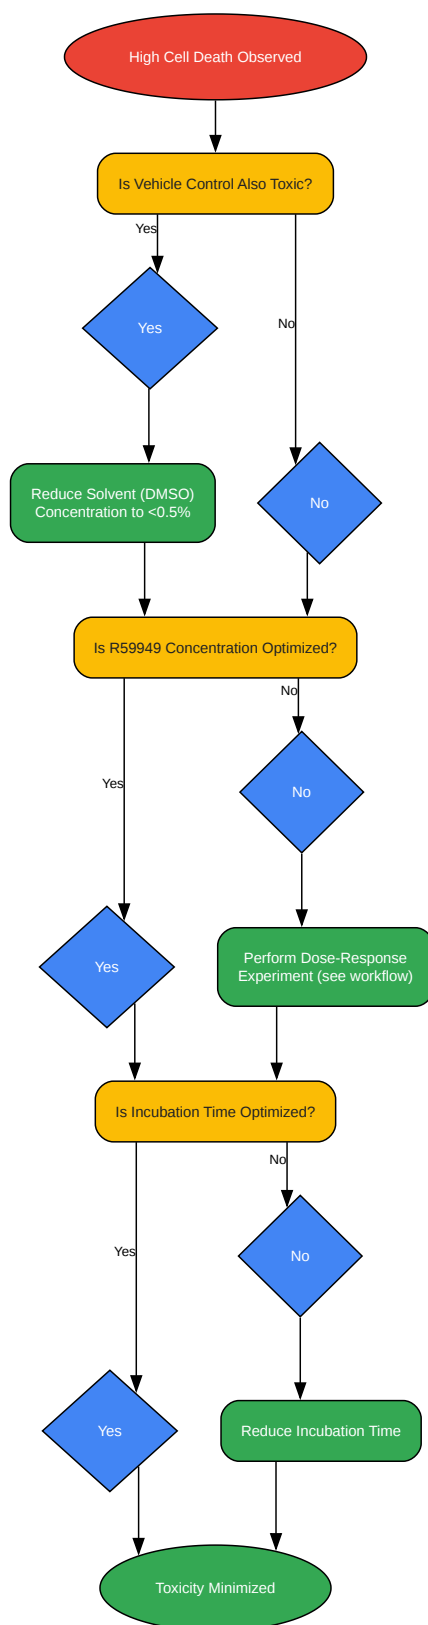 High Cell Death Observed
Is Vehicle Control Also Toxic?
Yes
No
Yes
Reduce Solvent (DMSO)
Concentration to <0.5%
No
Is R59949 Concentration Optimized?
No
Yes
No
Yes
Perform Dose-Response
Experiment (see workflow)
Is Incubation Time Optimized?
No
Yes
No
Yes
Reduce Incubation Time
Toxicity Minimized